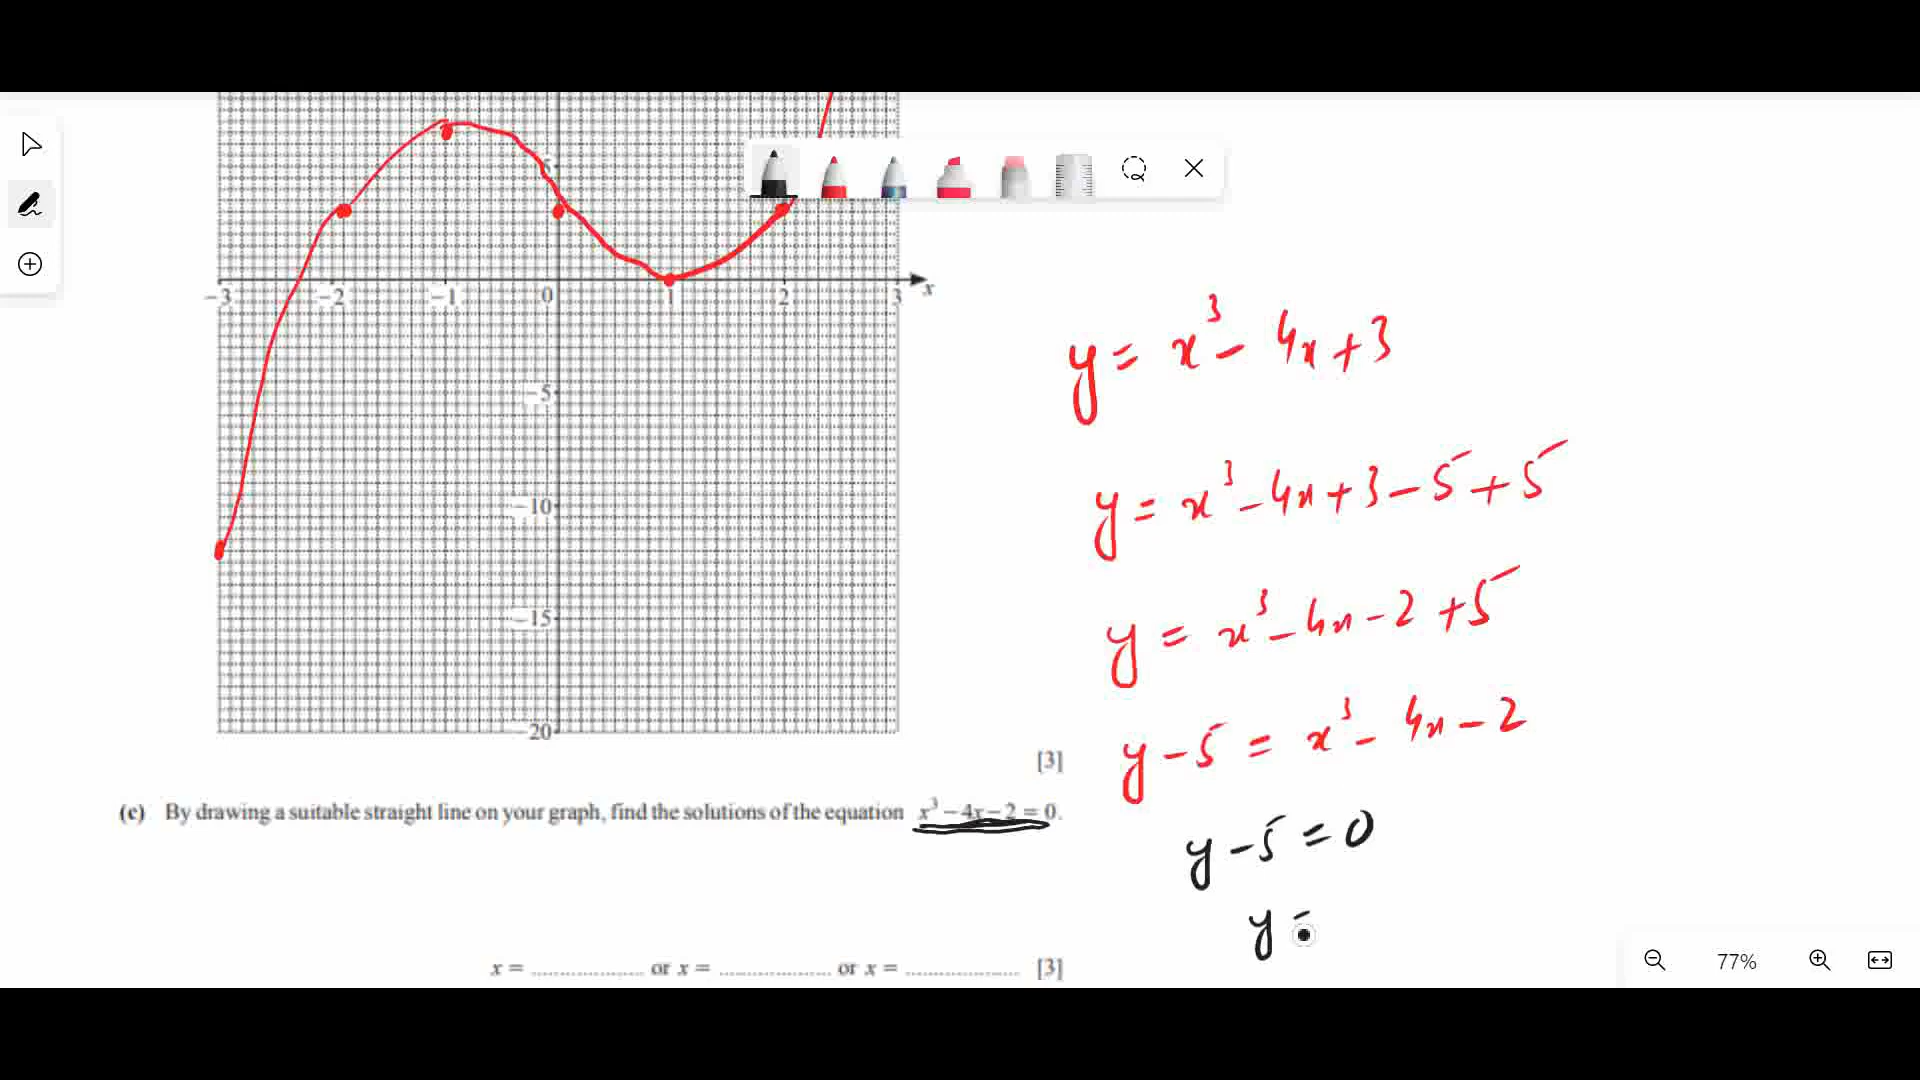 5
-3 -2 -1 0 1 2 3 x
-5
-10
-15
-20
[3]
(c) By drawing a suitable straight line on your graph, find the solutions of the equation x³ – 4x – 2 = 0.
x = .................... or x = .................... or x = .................... [3]
y = x³ - 4x + 3
y = x³ - 4x + 3 - 5 + 5
y = x³ - 4x - 2 + 5
y - 5 = x³ - 4x - 2
y - 5 = 0
y =
77%